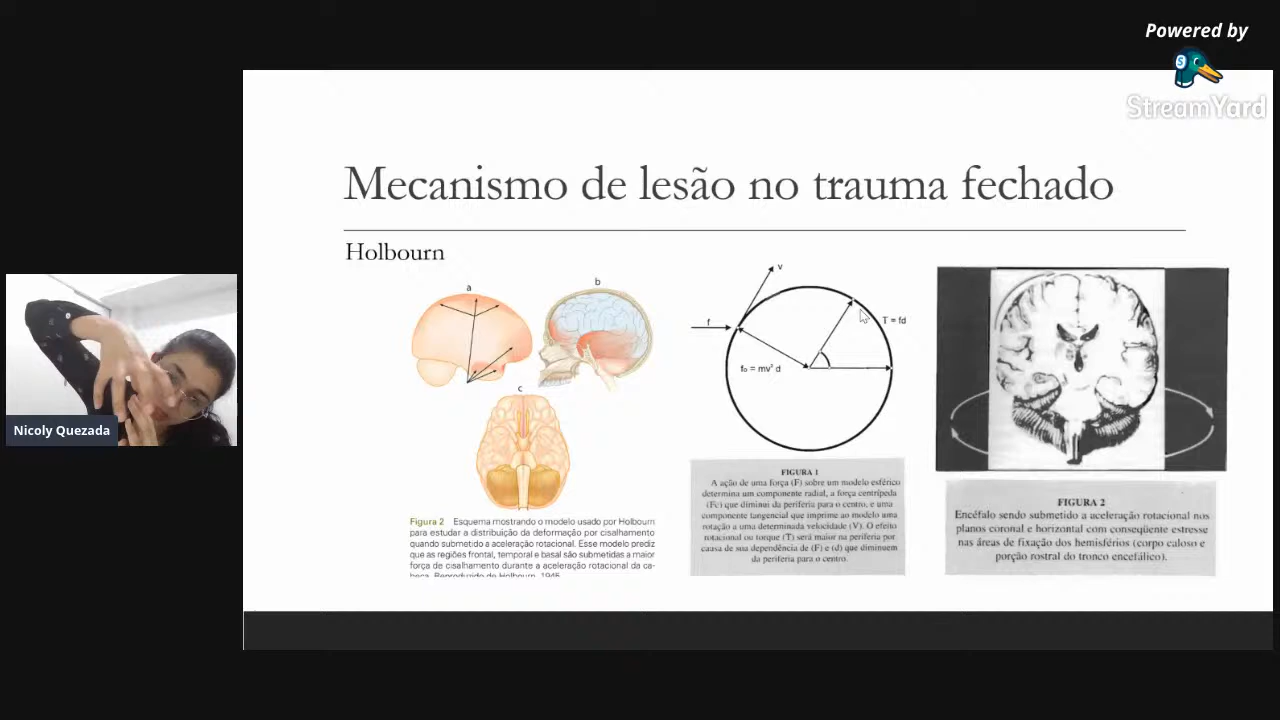 Powered by
StreamYard
Mecanismo de lesão no trauma fechado
Holbourn
a
b
c
Figura 2 Esquema mostrando o modelo usado por Holbourn
para estudar a distribuição da deformação por cisalhamento
quando submetido a aceleração rotacional. Esse modelo prediz
que as regiões frontal, temporal e basal são submetidas a maior
força de cisalhamento durante a aceleração rotacional da ca-
beça. Reproduzido de Holbourn, 1945
v
f
T = fd
f₀ = mv² d
FIGURA 1
A ação de uma força (F) sobre um modelo esférico
determina um componente radial, a força centrípeda
(Fc) que diminui da periferia para o centro, e uma
componente tangencial que imprime ao modelo uma
rotação a uma determinada velocidade (V). O efeito
rotacional ou torque (T) será maior na periferia por
causa de sua dependência de (F) e (d) que diminuem
da periferia para o centro.
FIGURA 2
Encéfalo sendo submetido a aceleração rotacional nos
planos coronal e horizontal com conseqüente estresse
nas áreas de fixação dos hemisférios (corpo caloso e
porção rostral do tronco encefálico).
Nicoly Quezada